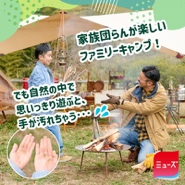 家族団らんが楽しい
ファミリーキャンプ！
でも自然の中で
思いっきり遊ぶと、
手が汚れちゃう・・・
ミューズ